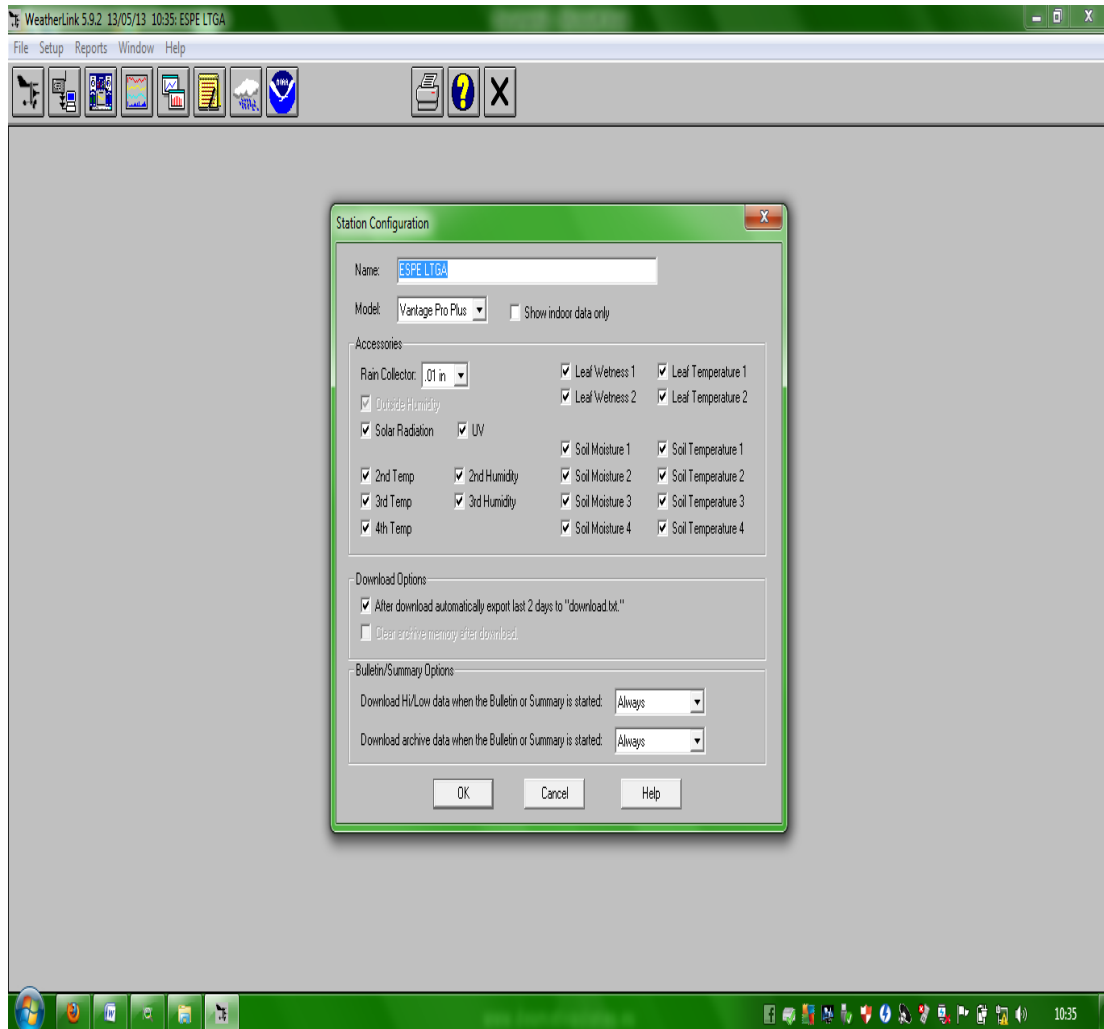 WeatherLink 5.9.2 13/05/13 10:35: ESPE LTGA
File Setup Reports Window Help
NOAA
Station Configuration
Name: ESPE LTGA
Model: Vantage Pro Plus Show indoor data only
Accessories
Rain Collector: .01 in Leaf Wetness 1 Leaf Temperature 1
Outside Humidity Leaf Wetness 2 Leaf Temperature 2
Solar Radiation UV
Soil Moisture 1 Soil Temperature 1
2nd Temp 2nd Humidity Soil Moisture 2 Soil Temperature 2
3rd Temp 3rd Humidity Soil Moisture 3 Soil Temperature 3
4th Temp Soil Moisture 4 Soil Temperature 4
Download Options
After download automatically export last 2 days to "download.txt."
Clear archive memory after download.
Bulletin/Summary Options
Download Hi/Low data when the Bulletin or Summary is started: Always
Download archive data when the Bulletin or Summary is started: Always
OK Cancel Help
10:35